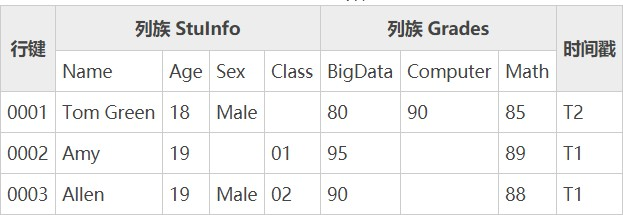 行键 列族 StuInfo 列族 Grades 时间戳
Name Age Sex Class BigData Computer Math
0001 Tom Green 18 Male 80 90 85 T2
0002 Amy 19 01 95 89 T1
0003 Allen 19 Male 02 90 88 T1